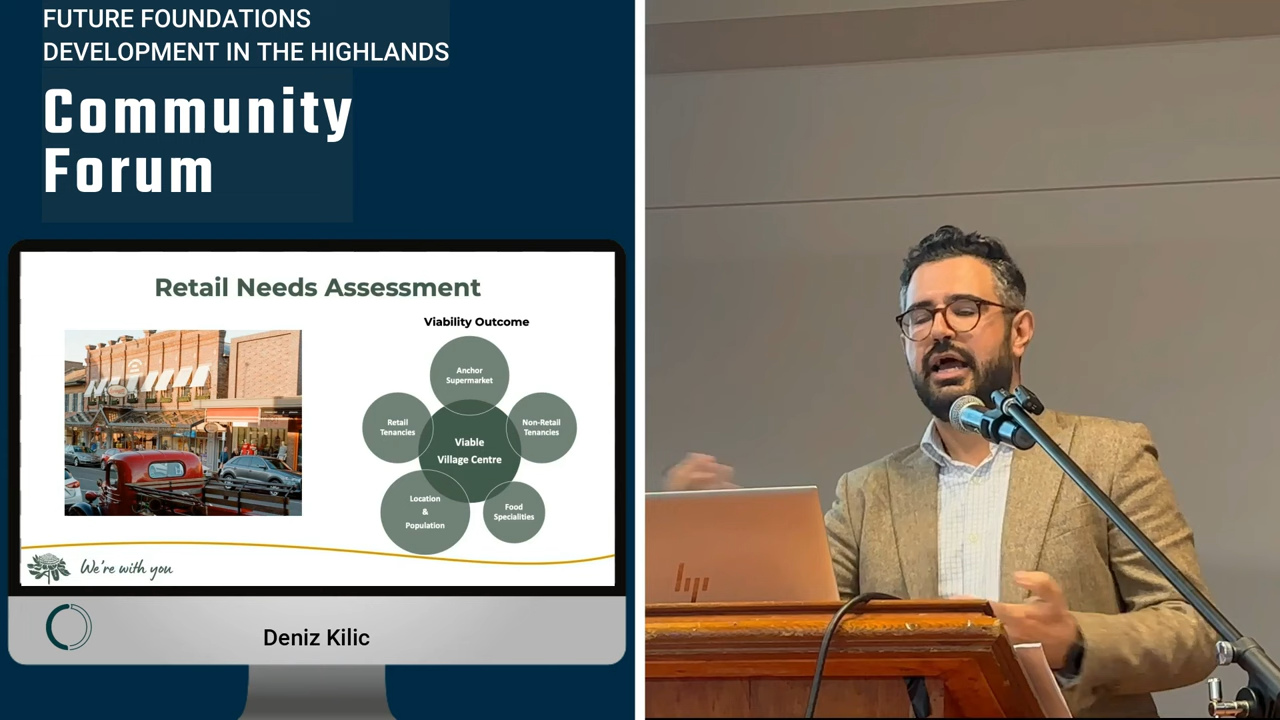 FUTURE FOUNDATIONS
DEVELOPMENT IN THE HIGHLANDS
Community
Forum
Retail Needs Assessment
Viability Outcome
Anchor
Supermarket
Retail
Tenancies
Non-Retail
Tenancies
Viable
Village Centre
Location
&
Population
Food
Specialities
We're with you
Deniz Kilic
hp